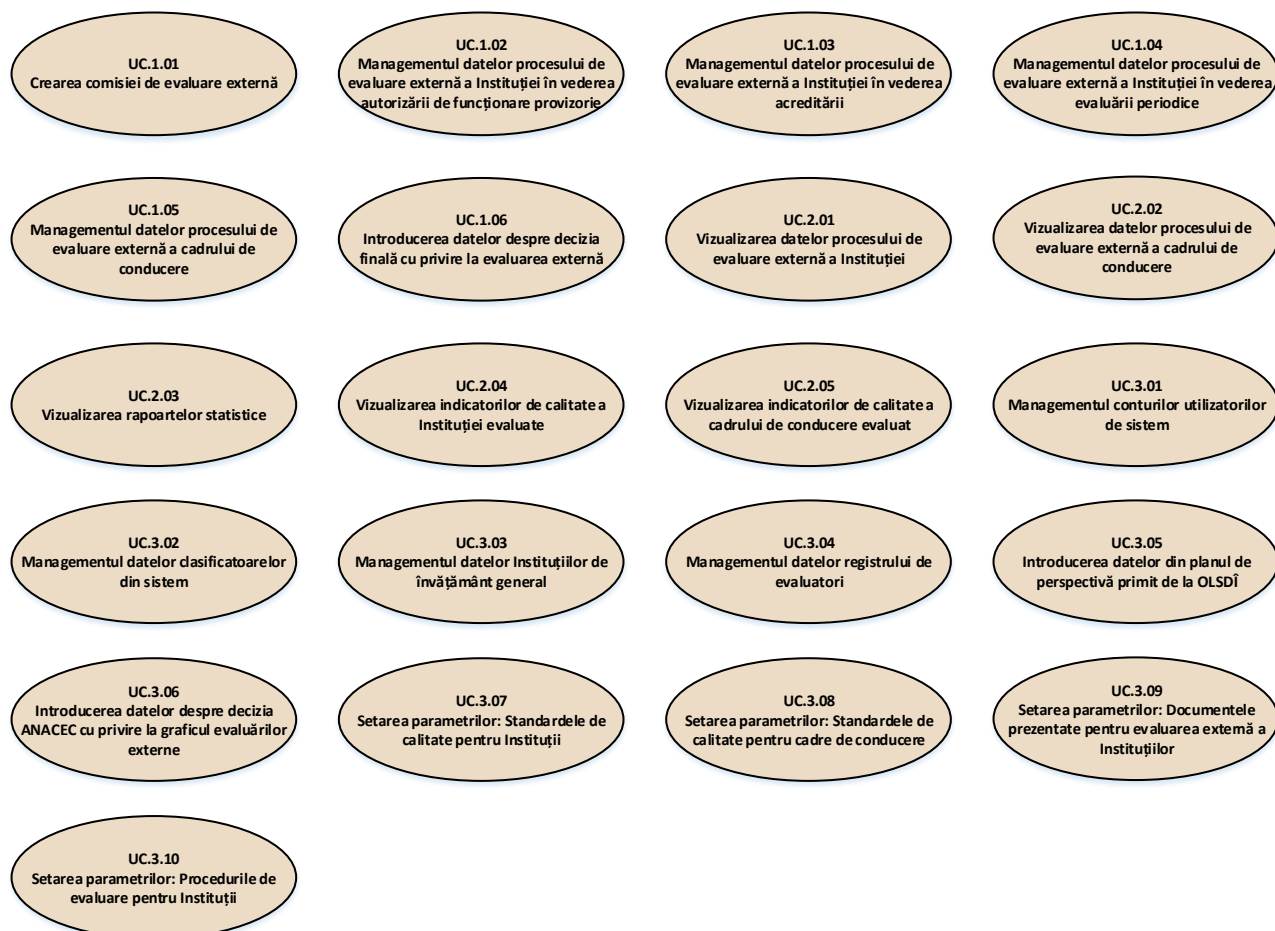 UC.1.01
Crearea comisiei de evaluare externă
UC.1.02
Managementul datelor procesului de
evaluare externă a Instituției în vederea
autorizării de funcționare provizorie
UC.1.03
Managementul datelor procesului de
evaluare externă a Instituției în vederea
acreditării
UC.1.04
Managementul datelor procesului de
evaluare externă a Instituției în vederea
evaluării periodice
UC.1.05
Managementul datelor procesului de
evaluare externă a cadrului de
conducere
UC.1.06
Introducerea datelor despre decizia
finală cu privire la evaluarea externă
UC.2.01
Vizualizarea datelor procesului de
evaluare externă a Instituției
UC.2.02
Vizualizarea datelor procesului de
evaluare externă a cadrului de
conducere
UC.2.03
Vizualizarea rapoartelor statistice
UC.2.04
Vizualizarea indicatorilor de calitate a
Instituției evaluate
UC.2.05
Vizualizarea indicatorilor de calitate a
cadrului de conducere evaluat
UC.3.01
Managementul conturilor utilizatorilor
de sistem
UC.3.02
Managementul datelor clasificatoarelor
din sistem
UC.3.03
Managementul datelor Instituțiilor de
învățământ general
UC.3.04
Managementul datelor registrului de
evaluatori
UC.3.05
Introducerea datelor din planul de
perspectivă primit de la OLSDÎ
UC.3.06
Introducerea datelor despre decizia
ANACEC cu privire la graficul evaluărilor
externe
UC.3.07
Setarea parametrilor: Standardele de
calitate pentru Instituții
UC.3.08
Setarea parametrilor: Standardele de
calitate pentru cadre de conducere
UC.3.09
Setarea parametrilor: Documentele
prezentate pentru evaluarea externă a
Instituțiilor
UC.3.10
Setarea parametrilor: Procedurile de
evaluare pentru Instituții